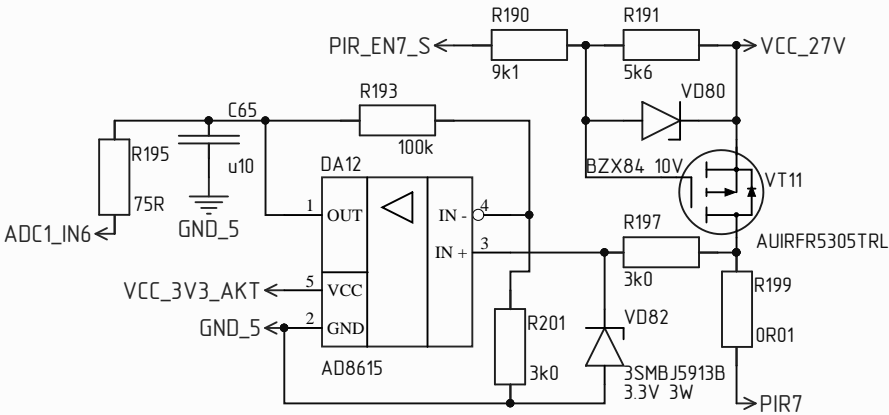 R190
R191
PIR_EN7_S
VCC_27V
9k1
5k6
R193
VD80
C65
100k
R195
u10
DA12
BZX84 10V
VT11
75R
GND_5
1
OUT
IN -
4
ADC1_IN6
R197
AUIRFR5305TRL
IN +
3
3k0
5
VCC
VCC_3V3_AKT
R199
2
GND
GND_5
R201
VD82
0R01
AD8615
3k0
3SMBJ5913B
3.3V 3W
PIR7